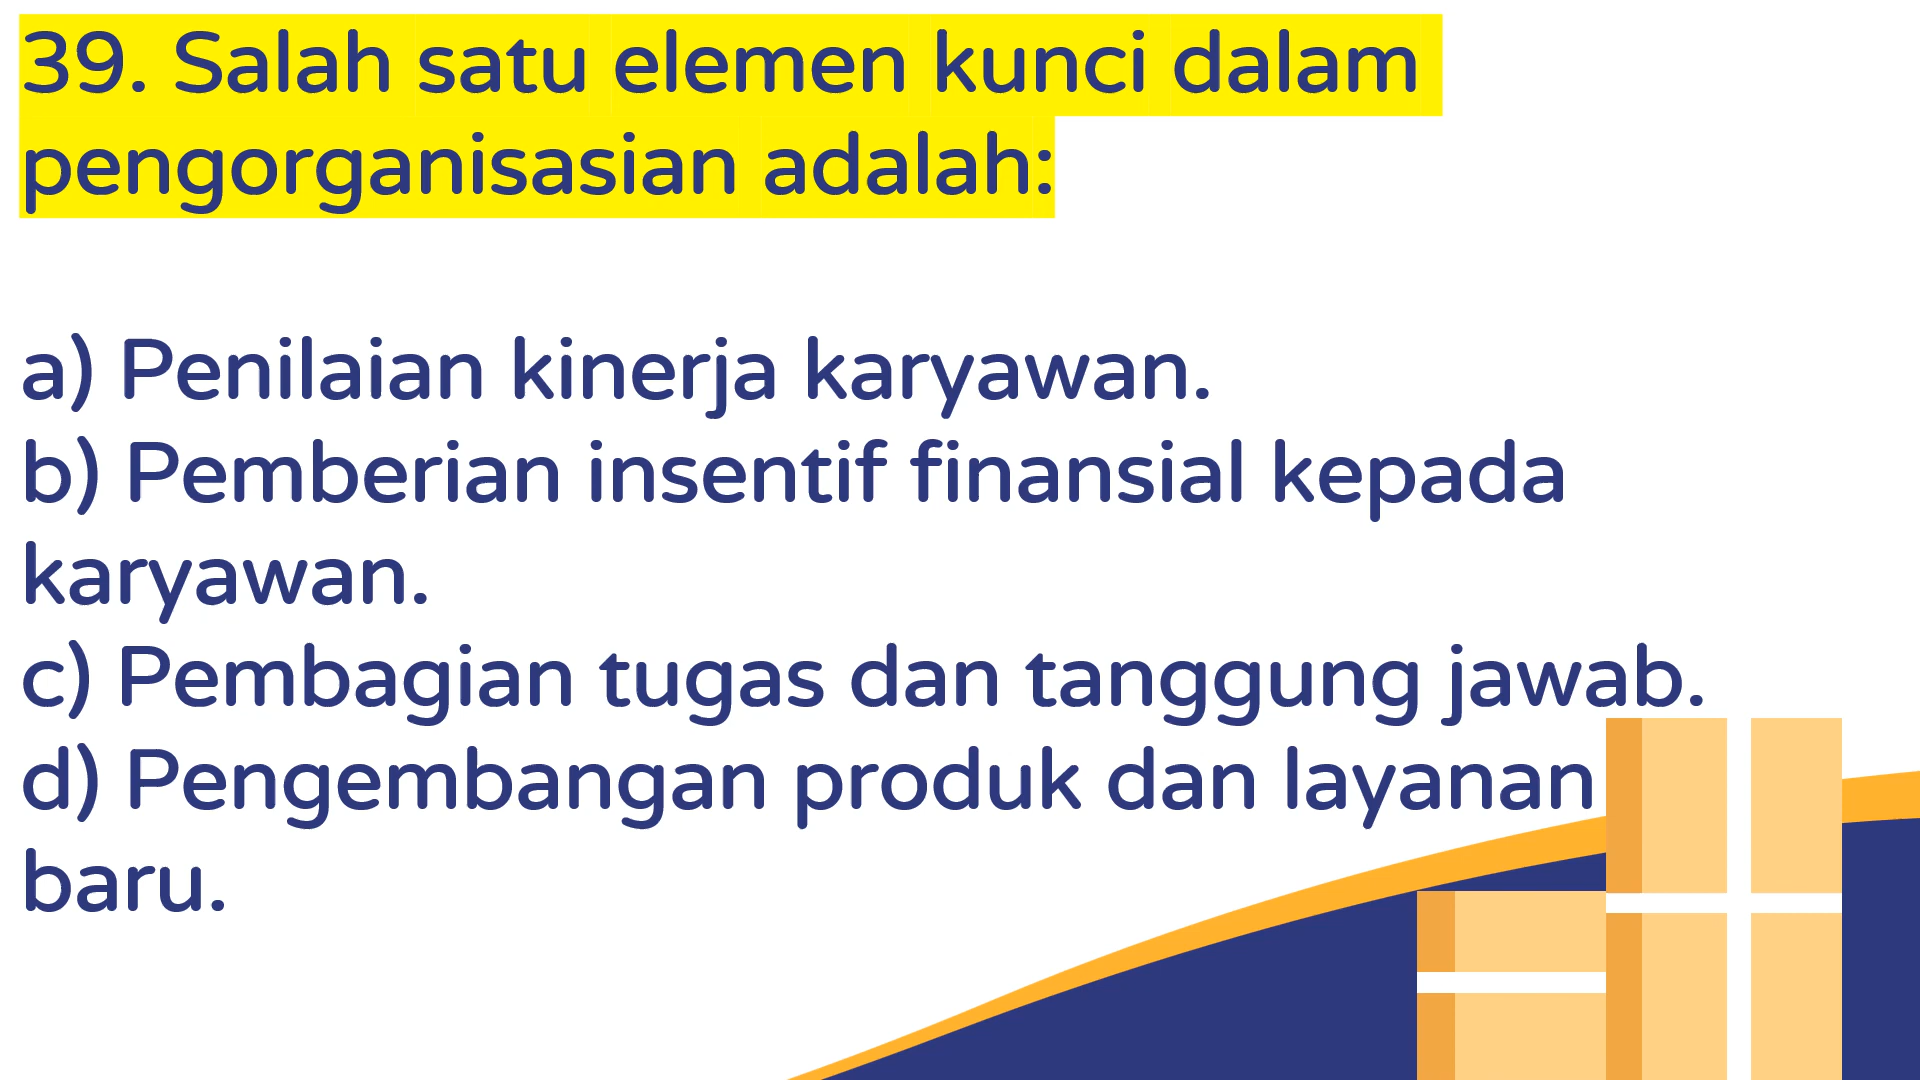 39. Salah satu elemen kunci dalam
pengorganisasian adalah:
a) Penilaian kinerja karyawan.
b) Pemberian insentif finansial kepada
karyawan.
c) Pembagian tugas dan tanggung jawab.
d) Pengembangan produk dan layanan
baru.